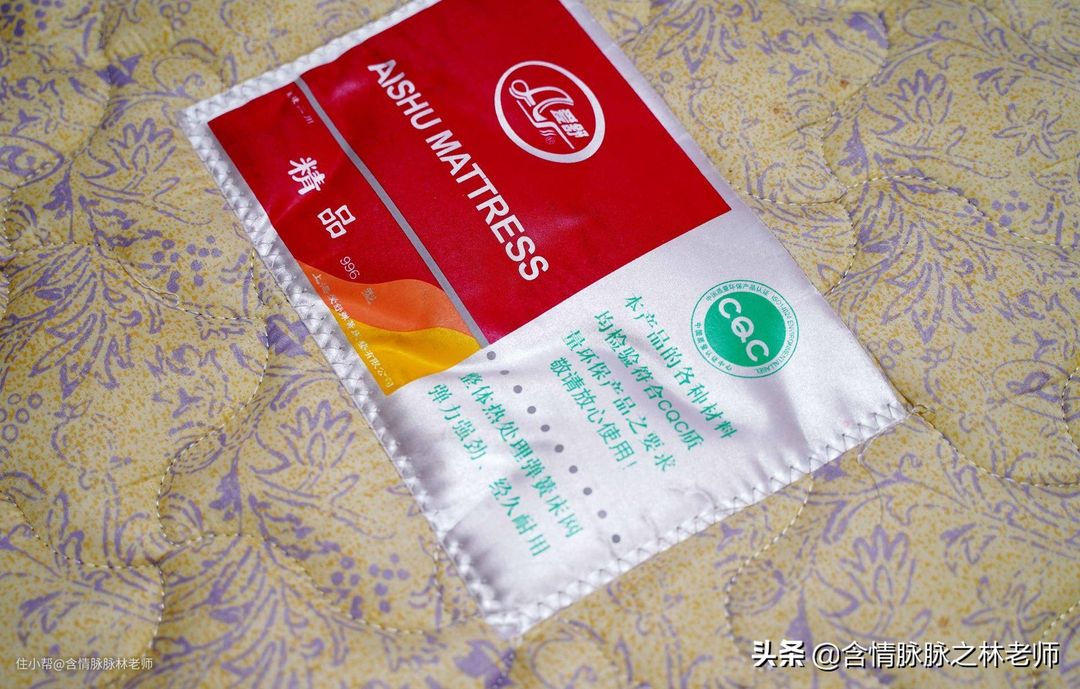 爱舒
AISHU MATTRESS
精品
996
本产品的各种材料
均检验符合CQC质
量环保产品之要求
敬请放心使用！
整体热处理弹簧床网
弹力强劲、经久耐用
CQC
住小帮@含情脉脉林老师
头条 @含情脉脉之林老师